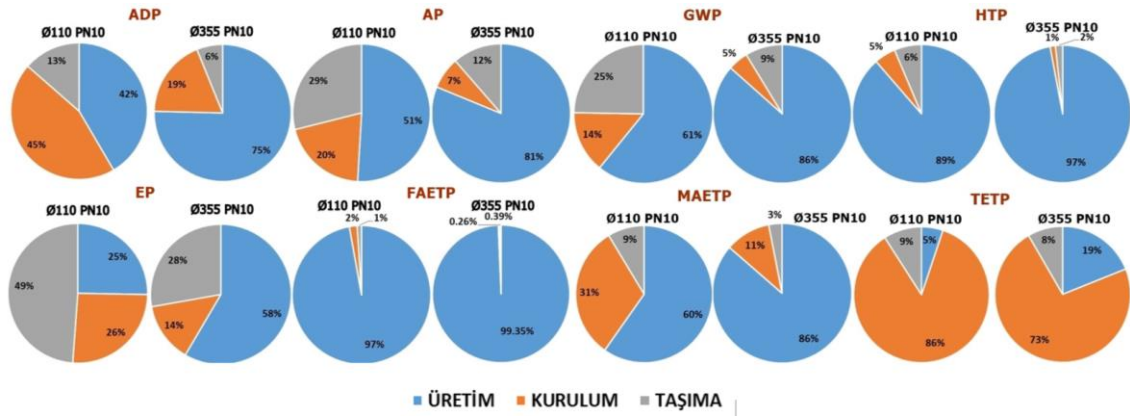 ADP
Ø110 PN10
Ø355 PN10
13%
42%
45%
6%
19%
75%
AP
Ø110 PN10
Ø355 PN10
29%
51%
20%
12%
7%
81%
GWP
Ø110 PN10
Ø355 PN10
25%
14%
61%
5%
9%
86%
HTP
Ø110 PN10
Ø355 PN10
5%
6%
89%
1%
2%
97%
EP
Ø110 PN10
Ø355 PN10
49%
25%
26%
28%
14%
58%
FAETP
Ø110 PN10
Ø355 PN10
2%
1%
97%
0.26%
0.39%
99.35%
MAETP
Ø110 PN10
Ø355 PN10
9%
31%
60%
3%
11%
86%
TETP
Ø110 PN10
Ø355 PN10
9%
5%
86%
8%
19%
73%
ÜRETİM KURULUM TAŞIMA